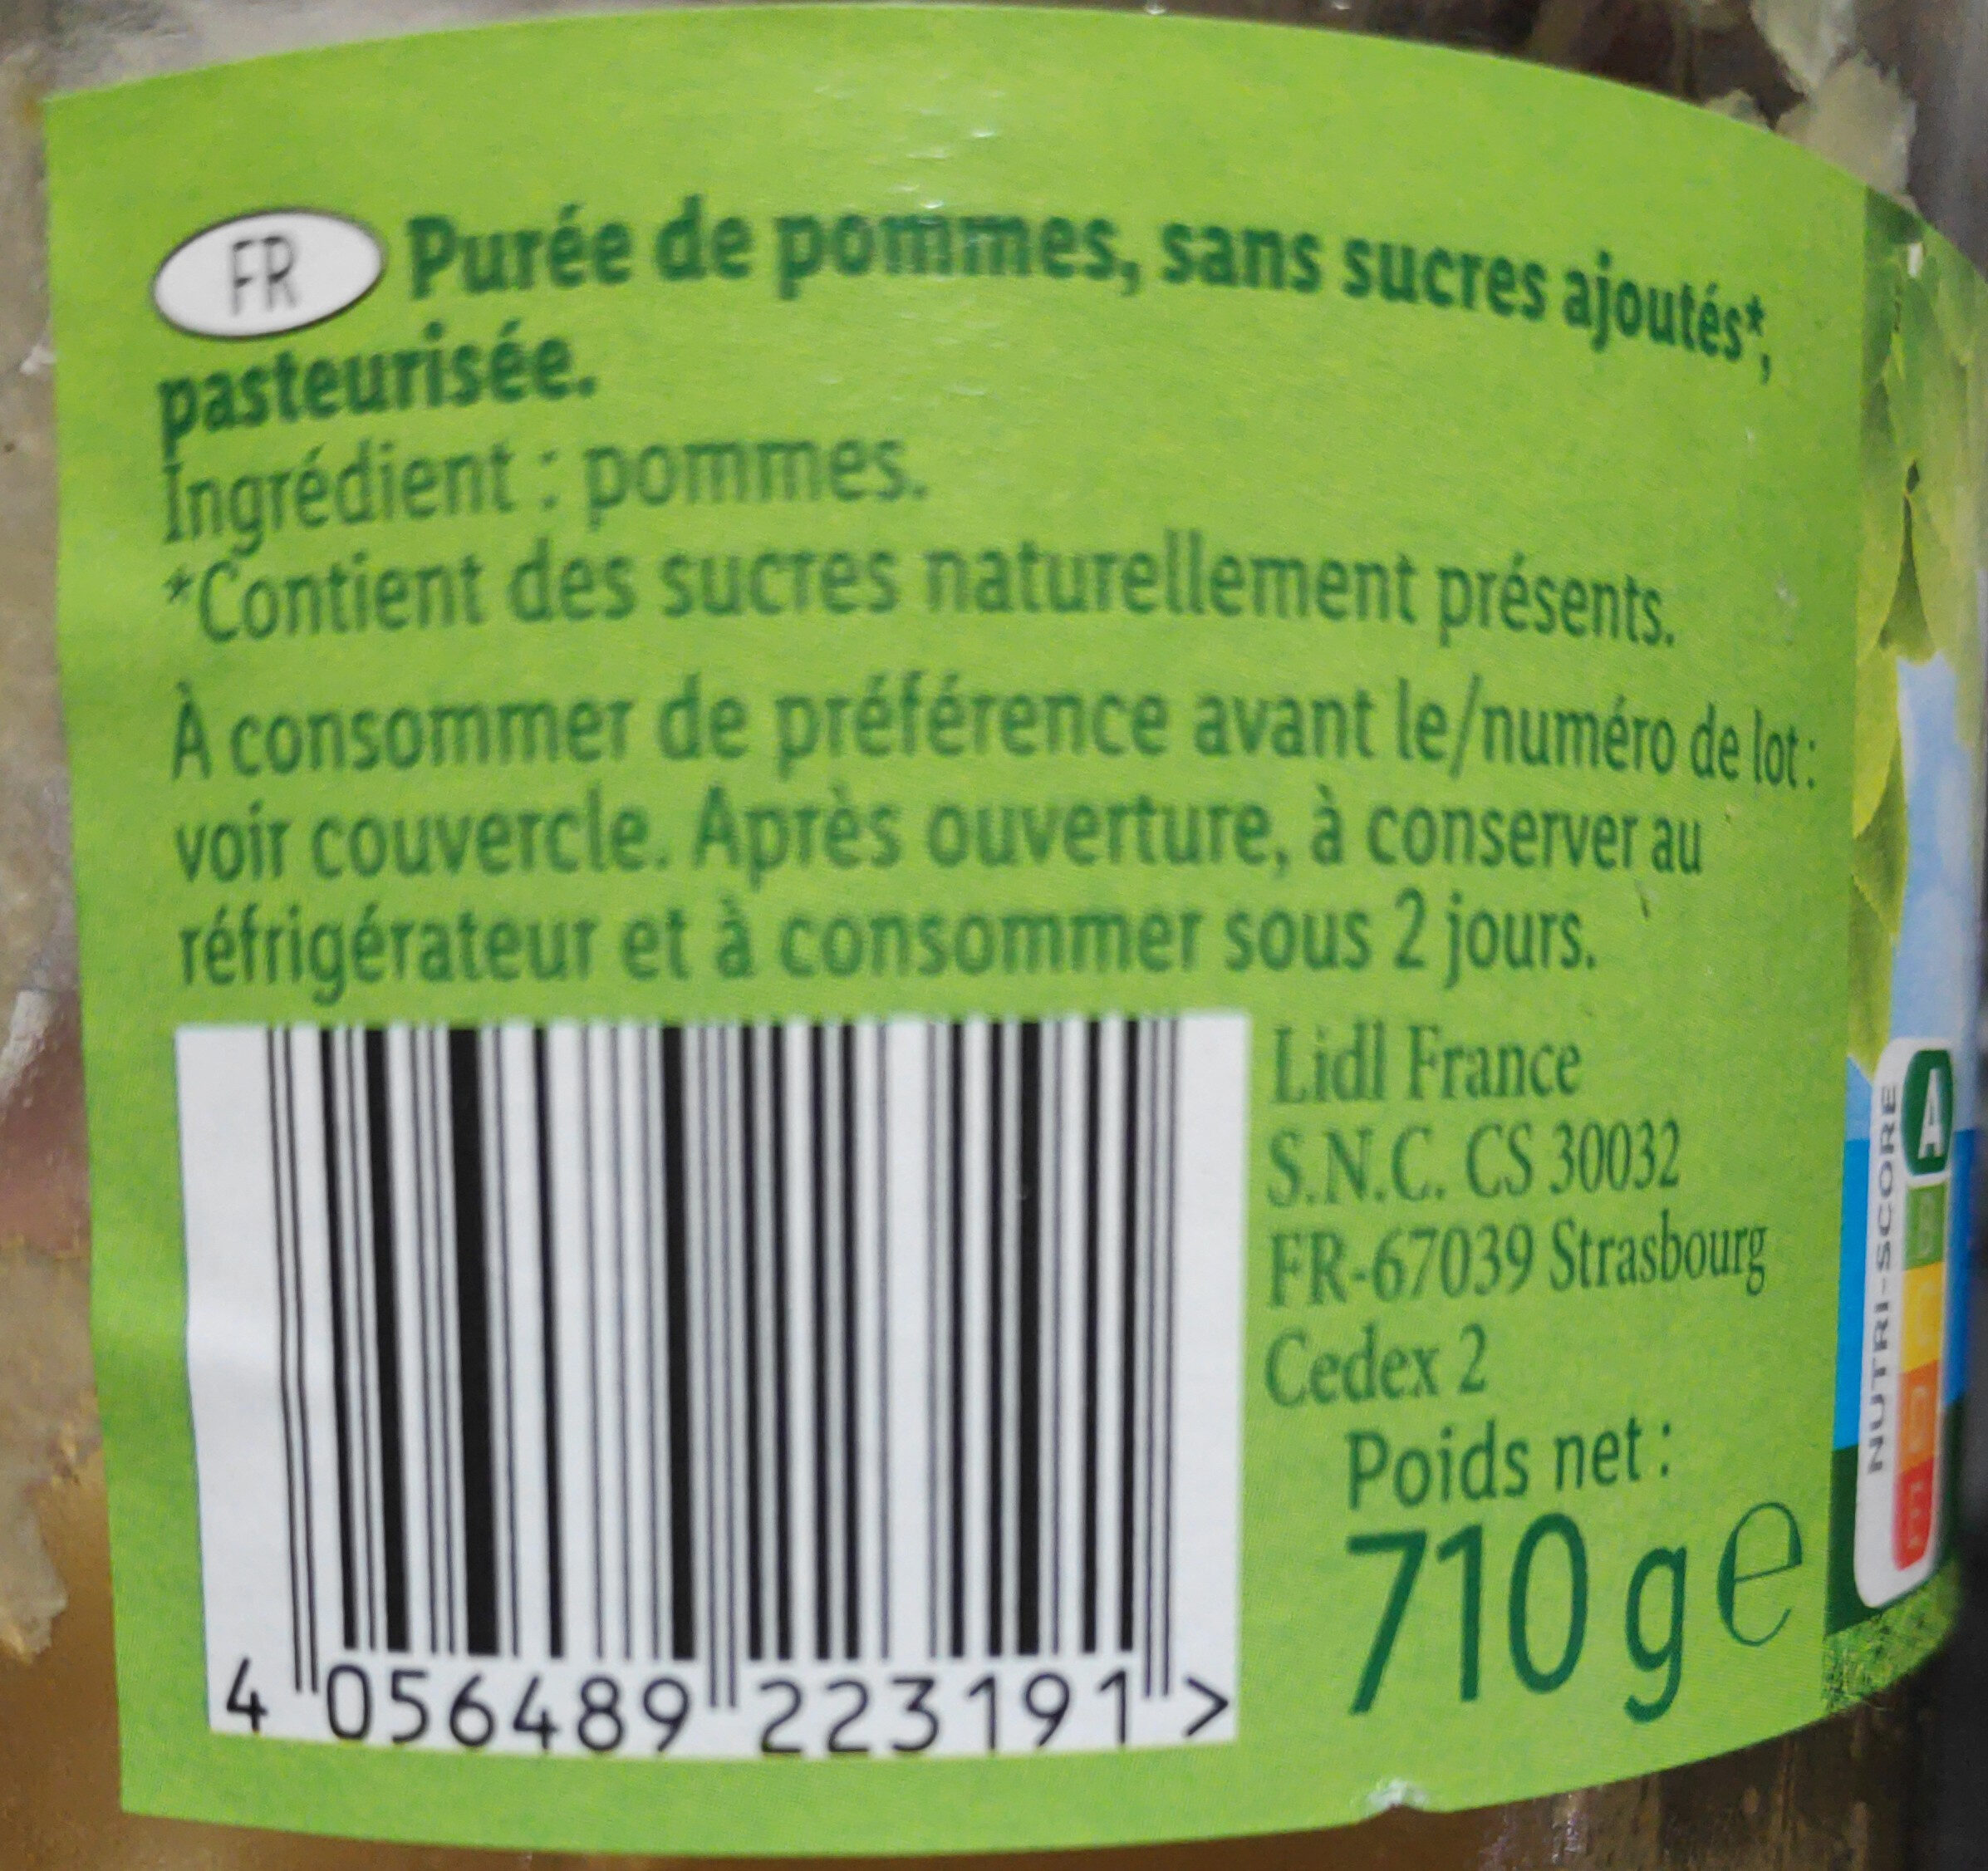 FR Purée de pommes, sans sucres ajoutés*,
pasteurisée.
Ingrédient : pommes.
*Contient des sucres naturellement présents.
À consommer de préférence avant le/numéro de lot :
voir couvercle. Après ouverture, à conserver au
réfrigérateur et à consommer sous 2 jours.
Lidl France
S.N.C. CS 30032
FR-67039 Strasbourg
Cedex 2
Poids net :
710 g e
4 056489 223191 >
NUTRI-SCORE
A
B